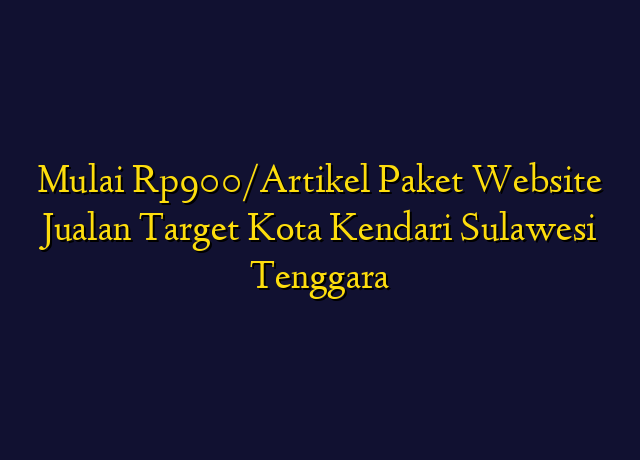 Mulai Rp900/Artikel Paket Website
Jualan Target Kota Kendari Sulawesi
Tenggara